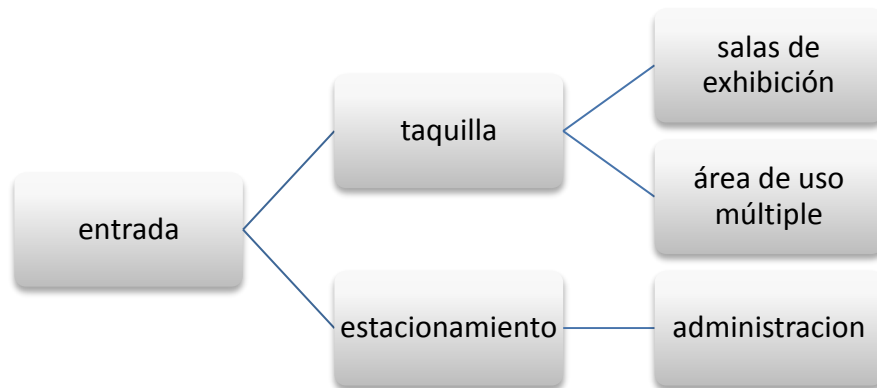 entrada
taquilla
salas de
exhibición
área de uso
múltiple
estacionamiento
administracion